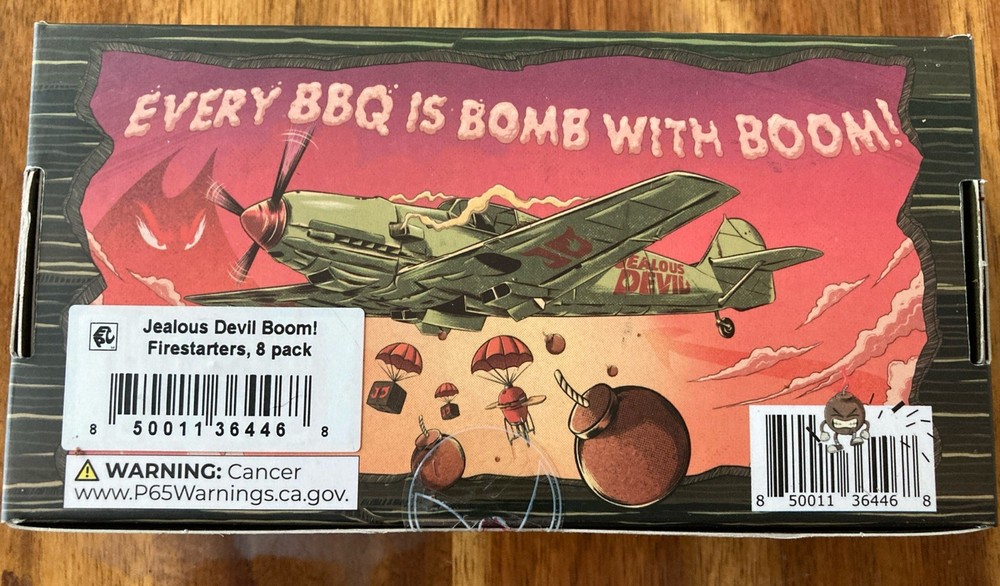 EVERY BBQ IS BOMB WITH BOOM!
JD
JEALOUS
DEVIL
Jealous Devil Boom!
Firestarters, 8 pack
8 50011 36446 8
WARNING: Cancer
www.P65Warnings.ca.gov.
8 50011 36446 8